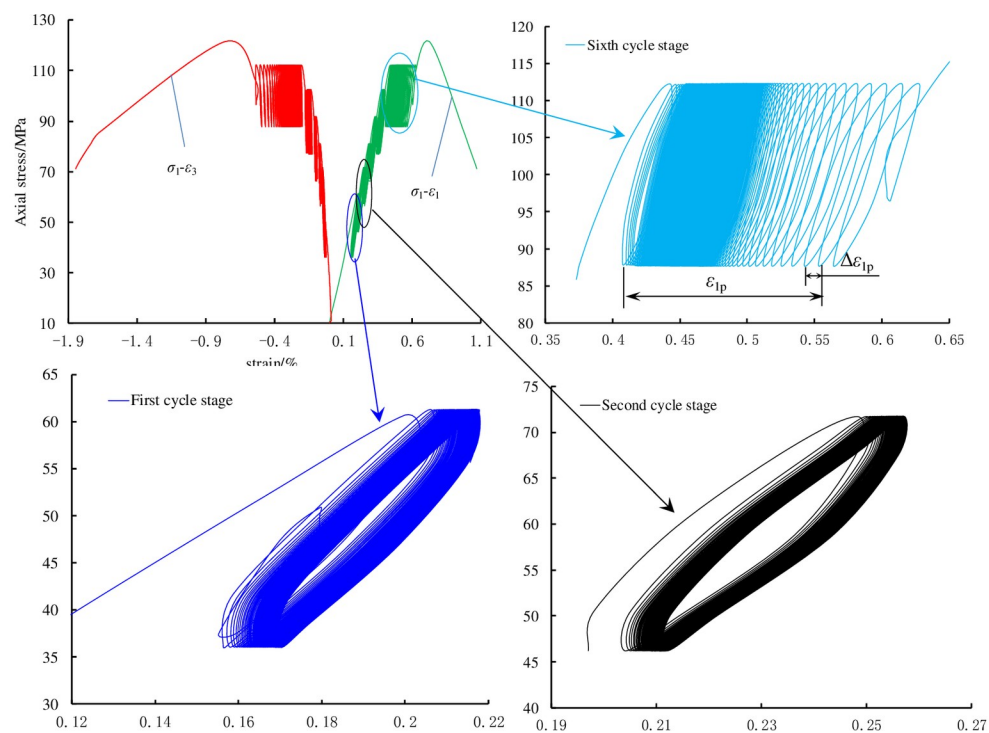 130
110
90
70
50
30
10
Axial stress/MPa
σ1-ε3
σ1-ε1
-1.9 -1.4 -0.9 -0.4 0.1 0.6 1.1
strain/%
120
115
110
105
100
95
90
85
80
Sixth cycle stage
Δε1p
ε1p
0.35 0.4 0.45 0.5 0.55 0.6 0.65
65
60
55
50
45
40
35
30
First cycle stage
0.12 0.14 0.16 0.18 0.2 0.22
75
70
65
60
55
50
45
40
Second cycle stage
0.19 0.21 0.23 0.25 0.27